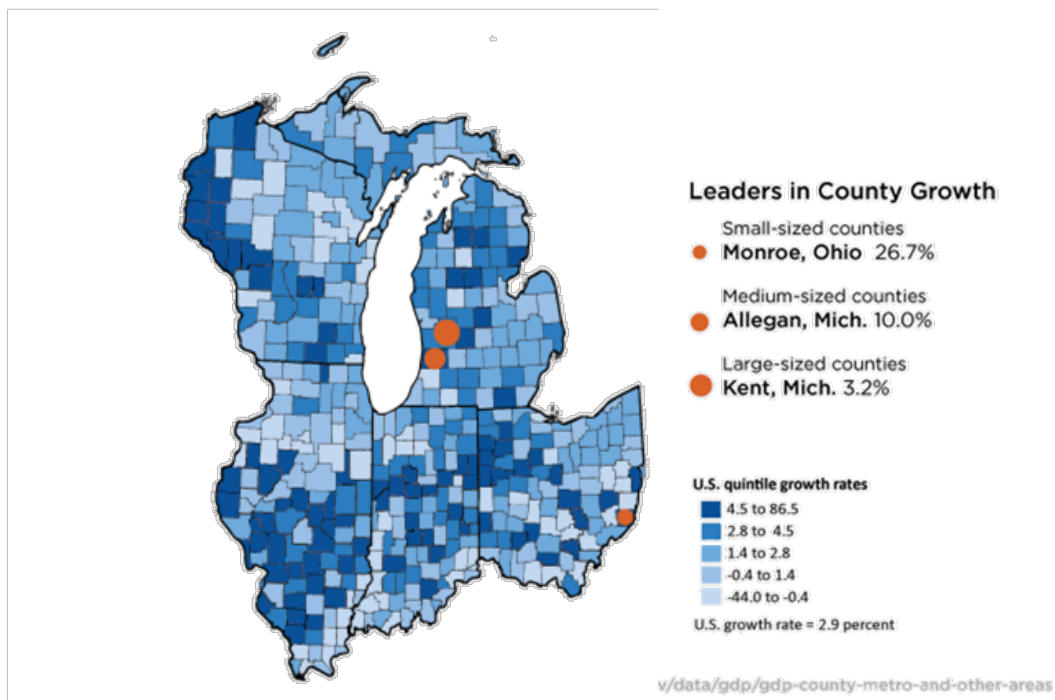 Leaders in County Growth
Small-sized counties
Monroe, Ohio 26.7%
Medium-sized counties
Allegan, Mich. 10.0%
Large-sized counties
Kent, Mich. 3.2%
U.S. quintile growth rates
4.5 to 86.5
2.8 to 4.5
1.4 to 2.8
-0.4 to 1.4
-44.0 to -0.4
U.S. growth rate = 2.9 percent
v/data/gdp/gdp-county-metro-and-other-areas